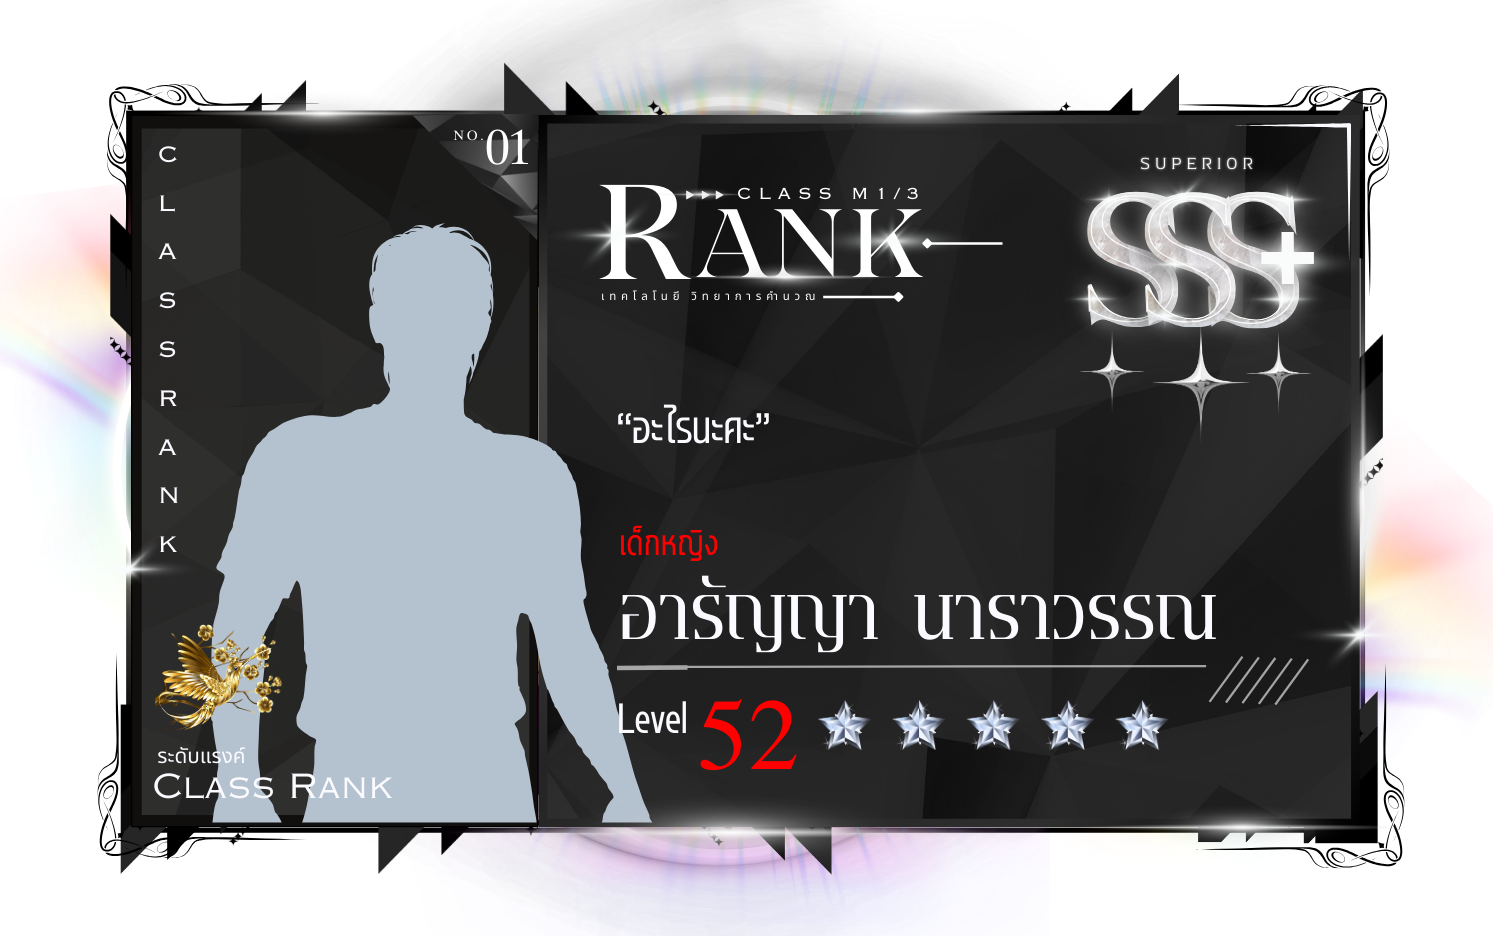 CLASS RANK
NO.01
CLASS M1/3
RANK
เทคโลโนยี วิทยาการคำนวณ
SUPERIOR
SSS+
“อะไรนะคะ”
เด็กหญิง
อารัญญา นาราวรรณ
Level 52
ระดับแรงค์
CLASS RANK